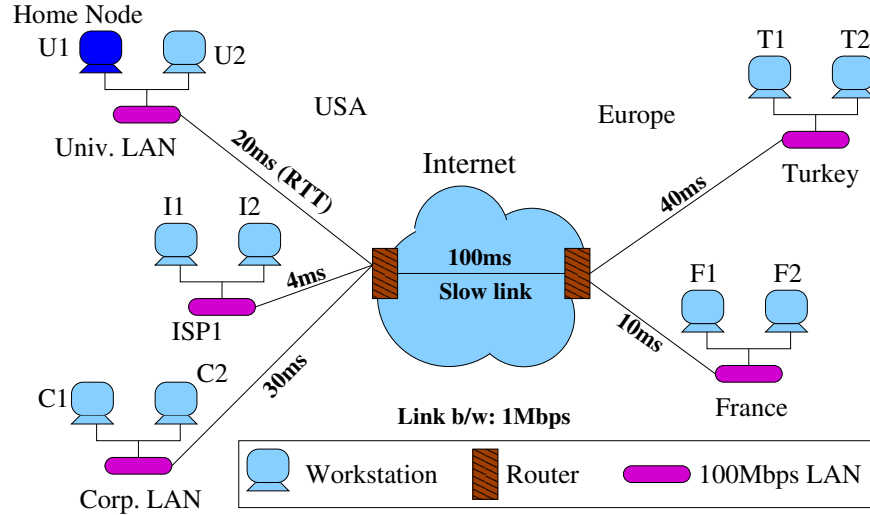 Home Node
U1
U2
Univ. LAN
USA
20ms (RTT)
Internet
Europe
T1
T2
Turkey
40ms
I1
I2
4ms
ISP1
100ms
Slow link
F1
F2
10ms
France
C1
C2
30ms
Corp. LAN
Link b/w: 1Mbps
Workstation
Router
100Mbps LAN